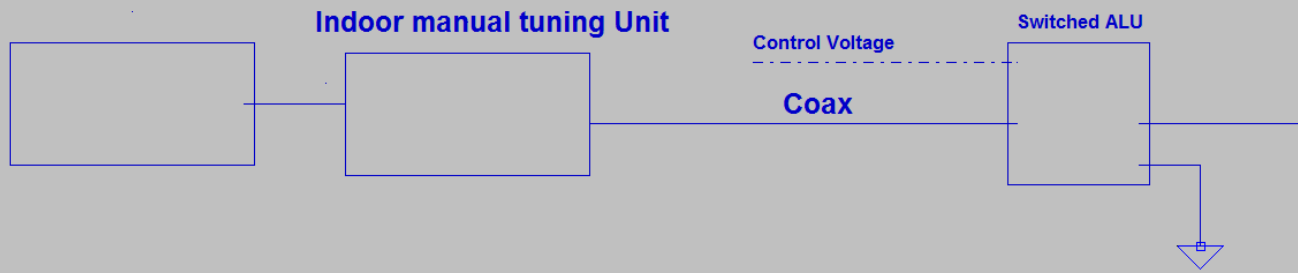 Indoor manual tuning Unit
Switched ALU
Control Voltage
Coax